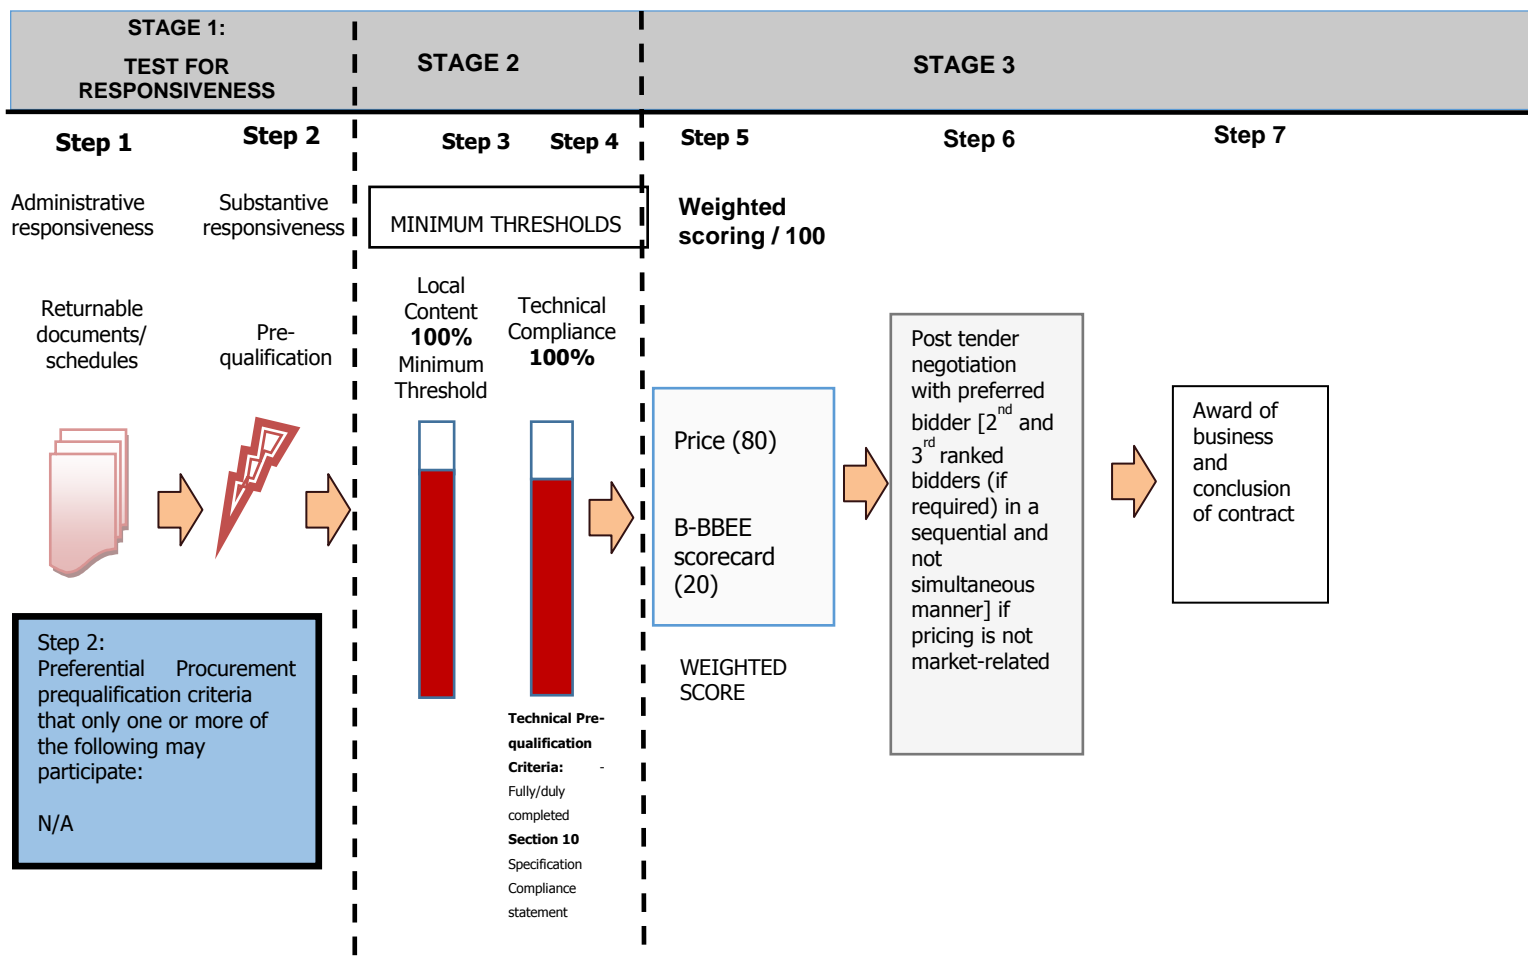 STAGE 1:
TEST FOR
RESPONSIVENESS
STAGE 2
STAGE 3
Step 1
Step 2
Step 3
Step 4
Step 5
Step 6
Step 7
Administrative
responsiveness
Substantive
responsiveness
MINIMUM THRESHOLDS
Weighted
scoring / 100
Returnable
documents/
schedules
Pre-
qualification
Local
Content
100%
Minimum
Threshold
Technical
Compliance
100%
Price (80)
B-BBEE
scorecard
(20)
WEIGHTED
SCORE
Post tender
negotiation
with preferred
bidder [2nd and
3rd ranked
bidders (if
required) in a
sequential and
not
simultaneous
manner] if
pricing is not
market-related
Award of
business
and
conclusion
of contract
Step 2:
Preferential Procurement
prequalification criteria
that only one or more of
the following may
participate:
N/A
Technical Pre-
qualification
Criteria: -
Fully/duly
completed
Section 10
Specification
Compliance
statement